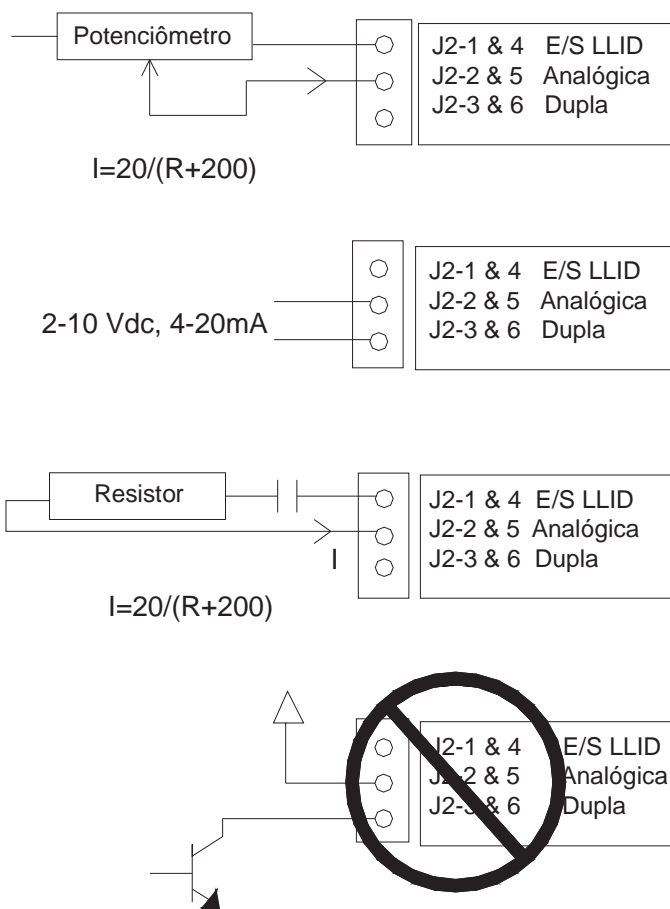 Potenciômetro
J2-1 & 4 E/S LLID
J2-2 & 5 Analógica
J2-3 & 6 Dupla
I=20/(R+200)
2-10 Vdc, 4-20mA
J2-1 & 4 E/S LLID
J2-2 & 5 Analógica
J2-3 & 6 Dupla
Resistor
J2-1 & 4 E/S LLID
J2-2 & 5 Analógica
J2-3 & 6 Dupla
I
I=20/(R+200)
J2-1 & 4 E/S LLID
J2-2 & 5 Analógica
J2-3 & 6 Dupla